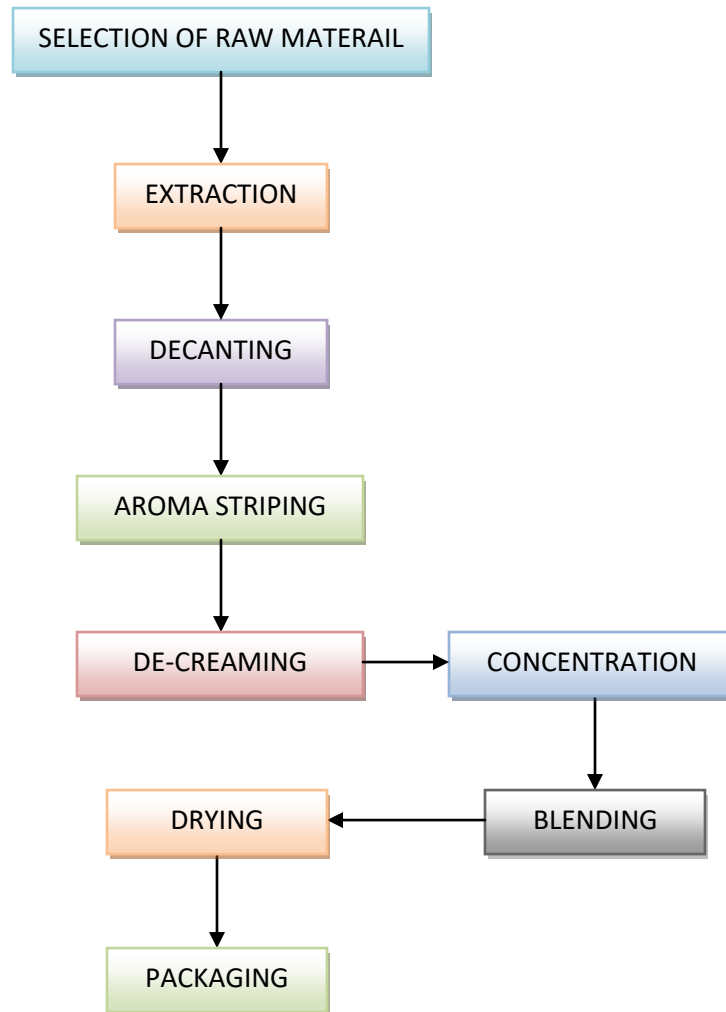 SELECTION OF RAW MATERAIL
EXTRACTION
DECANTING
AROMA STRIPING
DE-CREAMING
CONCENTRATION
BLENDING
DRYING
PACKAGING